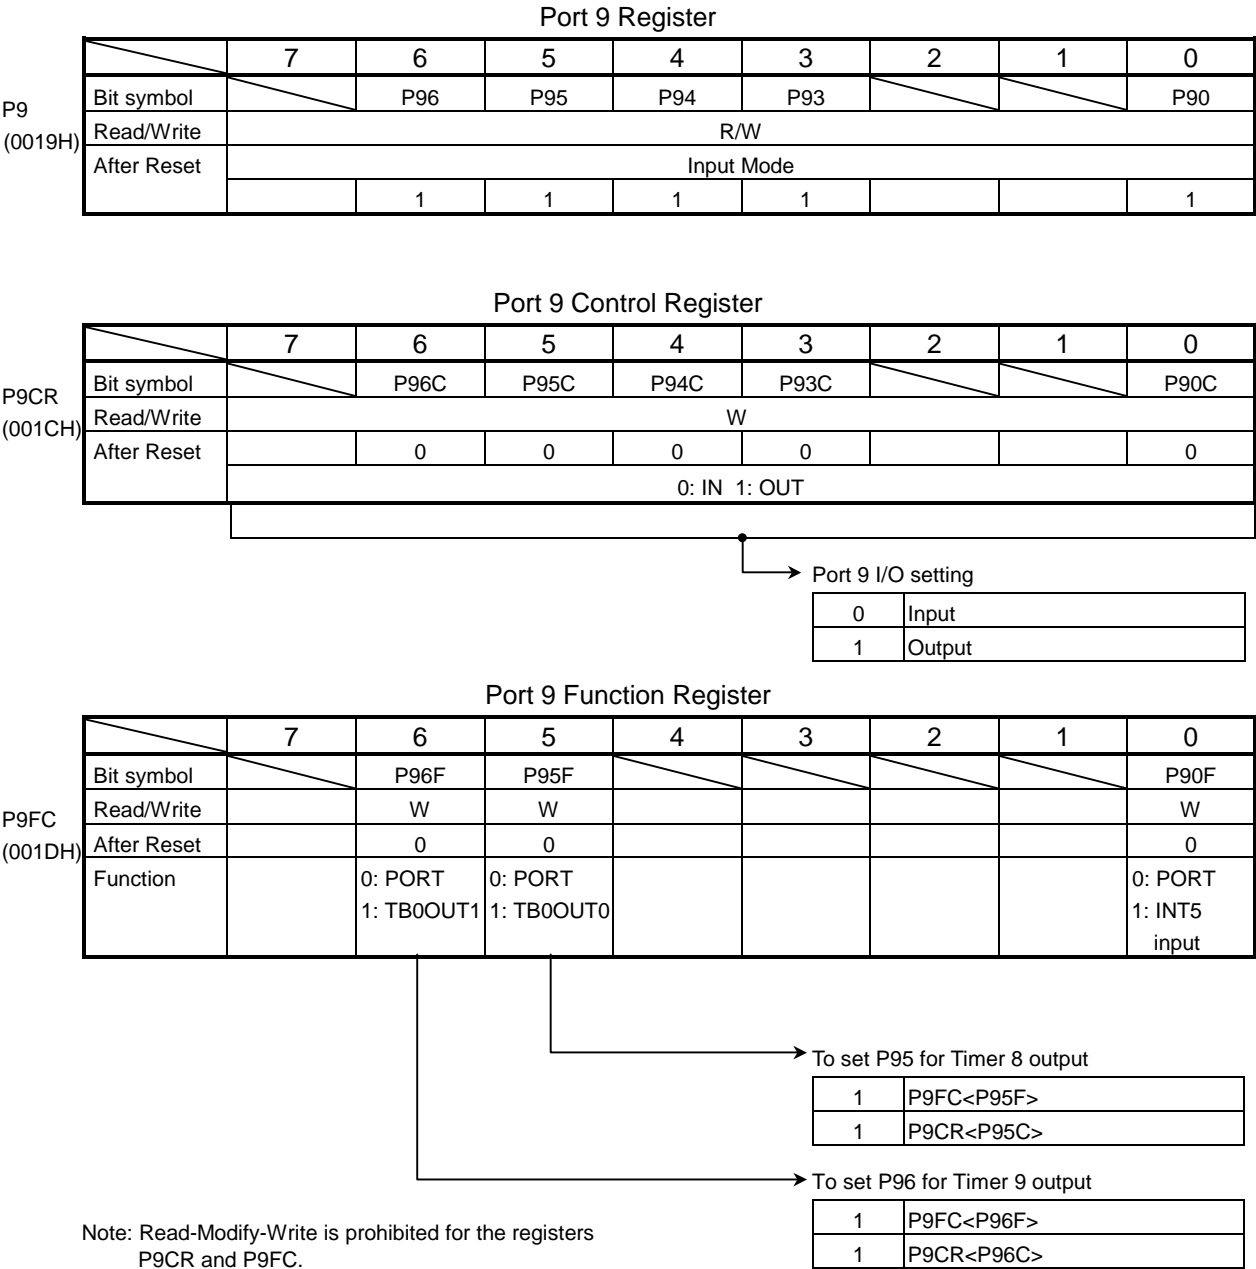 Port 9 Register
7 6 5 4 3 2 1 0
P9
(0019H)
Bit symbol P96 P95 P94 P93 P90
Read/Write R/W
After Reset Input Mode
1 1 1 1 1
Port 9 Control Register
7 6 5 4 3 2 1 0
P9CR
(001CH)
Bit symbol P96C P95C P94C P93C P90C
Read/Write W
After Reset 0 0 0 0 0
0: IN 1: OUT
Port 9 I/O setting
0 Input
1 Output
Port 9 Function Register
7 6 5 4 3 2 1 0
P9FC
(001DH)
Bit symbol P96F P95F P90F
Read/Write W W W
After Reset 0 0 0
Function 0: PORT 0: PORT 0: PORT
1: TB0OUT1 1: TB0OUT0 1: INT5
input
To set P95 for Timer 8 output
1 P9FC<P95F>
1 P9CR<P95C>
To set P96 for Timer 9 output
1 P9FC<P96F>
1 P9CR<P96C>
Note: Read-Modify-Write is prohibited for the registers
P9CR and P9FC.